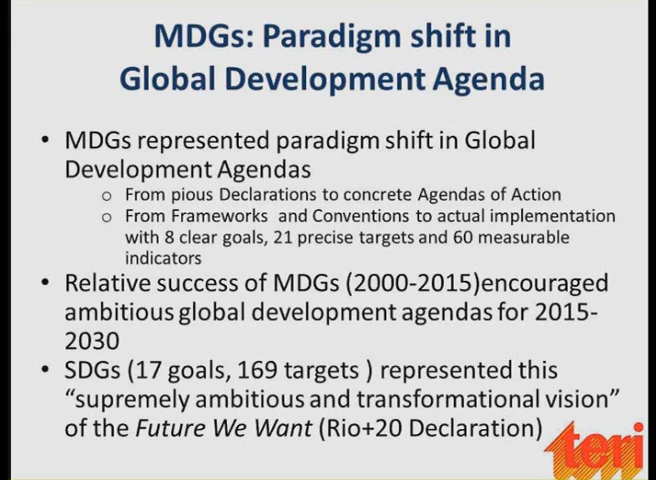 MDGs: Paradigm shift in
Global Development Agenda
• MDGs represented paradigm shift in Global
Development Agendas
o From pious Declarations to concrete Agendas of Action
o From Frameworks and Conventions to actual implementation
with 8 clear goals, 21 precise targets and 60 measurable
indicators
• Relative success of MDGs (2000-2015)encouraged
ambitious global development agendas for 2015-
2030
• SDGs (17 goals, 169 targets ) represented this
“supremely ambitious and transformational vision”
of the Future We Want (Rio+20 Declaration)
teri